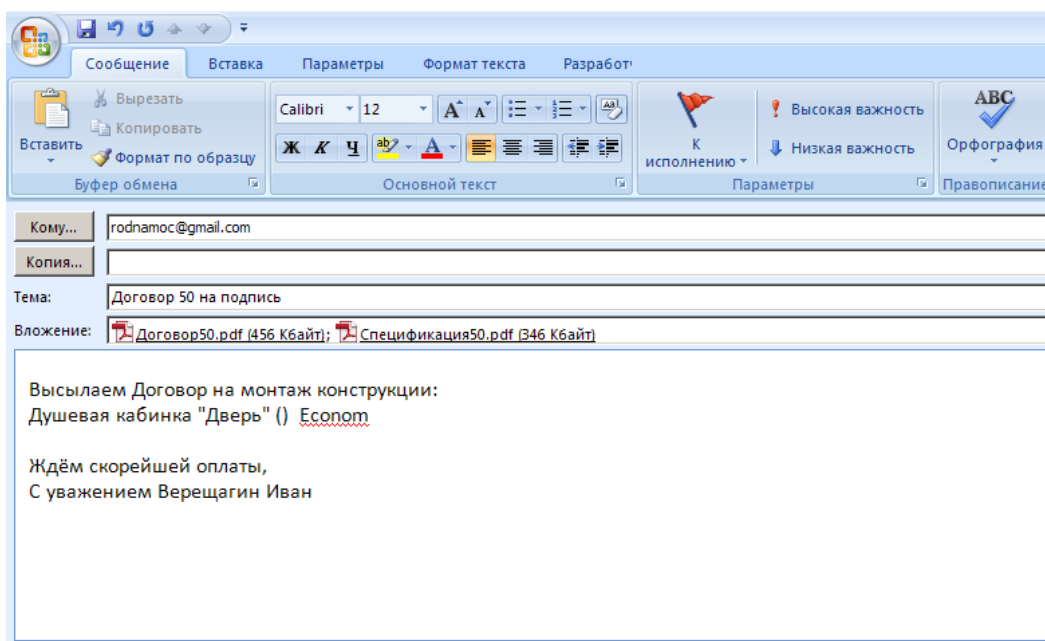 Сообщение Вставка Параметры Формат текста
Вырезать
Копировать
Вставить
Формат по образцу
Буфер обмена
Calibri 12
Ж К Ч
Основной текст
К исполнению
Высокая важность
Низкая важность
Параметры
ABC
Орфография
Правописание
Кому... rodnamoc@gmail.com
Копия...
Тема: Договор 50 на подпись
Вложение: Договор50.pdf (456 Кбайт); Спецификация50.pdf (346 Кбайт)
Высылаем Договор на монтаж конструкции:
Душевая кабинка "Дверь" () Econom
Ждём скорейшей оплаты,
С уважением Верещагин Иван